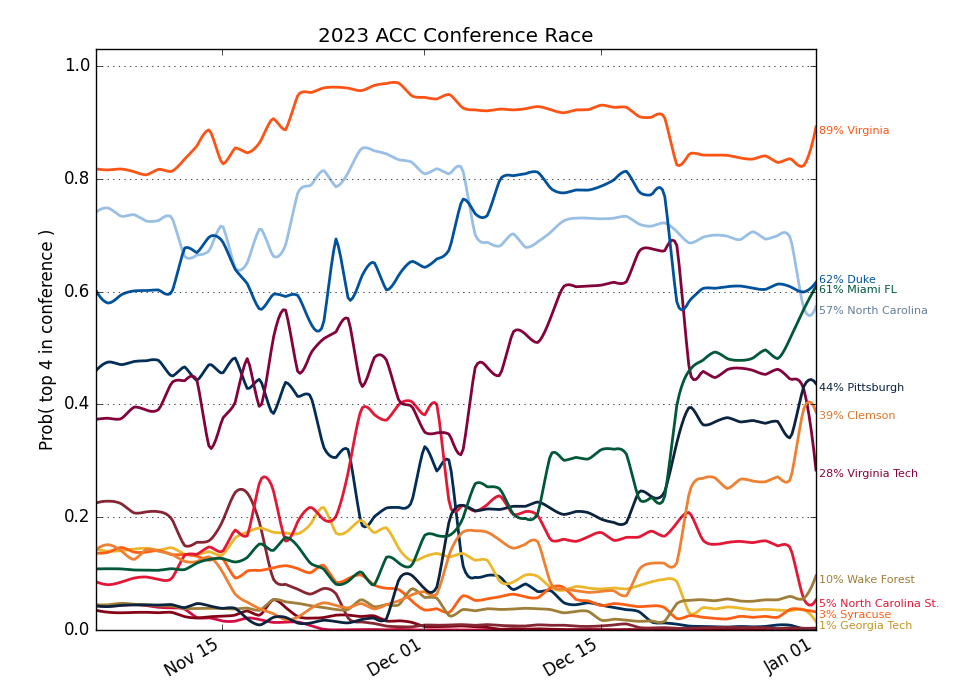 2023 ACC Conference Race
Prob( top 4 in conference )
1.0
0.8
0.6
0.4
0.2
0.0
Nov 15
Dec 01
Dec 15
Jan 01
89% Virginia
62% Duke
61% Miami FL
57% North Carolina
44% Pittsburgh
39% Clemson
28% Virginia Tech
10% Wake Forest
5% North Carolina St.
3% Syracuse
1% Georgia Tech